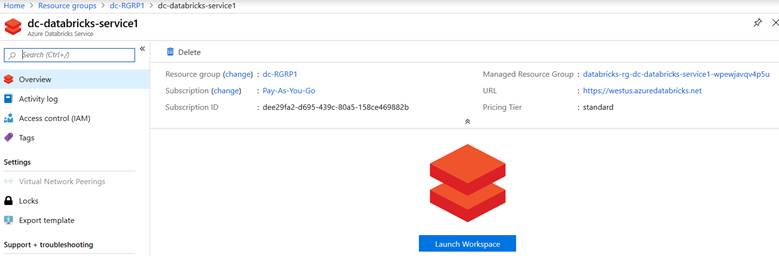 Home > Resource groups > dc-RGRP1 > dc-databricks-service1
dc-databricks-service1
Azure Databricks Service
Search (Ctrl+/)
Overview
Activity log
Access control (IAM)
Tags
Settings
Virtual Network Peerings
Locks
Export template
Support + troubleshooting
Delete
Resource group (change) : dc-RGRP1
Subscription (change) : Pay-As-You-Go
Subscription ID : dee29fa2-d695-439c-80a5-158ce469882b
Managed Resource Group : databricks-rg-dc-databricks-service1-wpewjavqv4p5u
URL : https://westus.azuredatabricks.net
Pricing Tier : standard
Launch Workspace